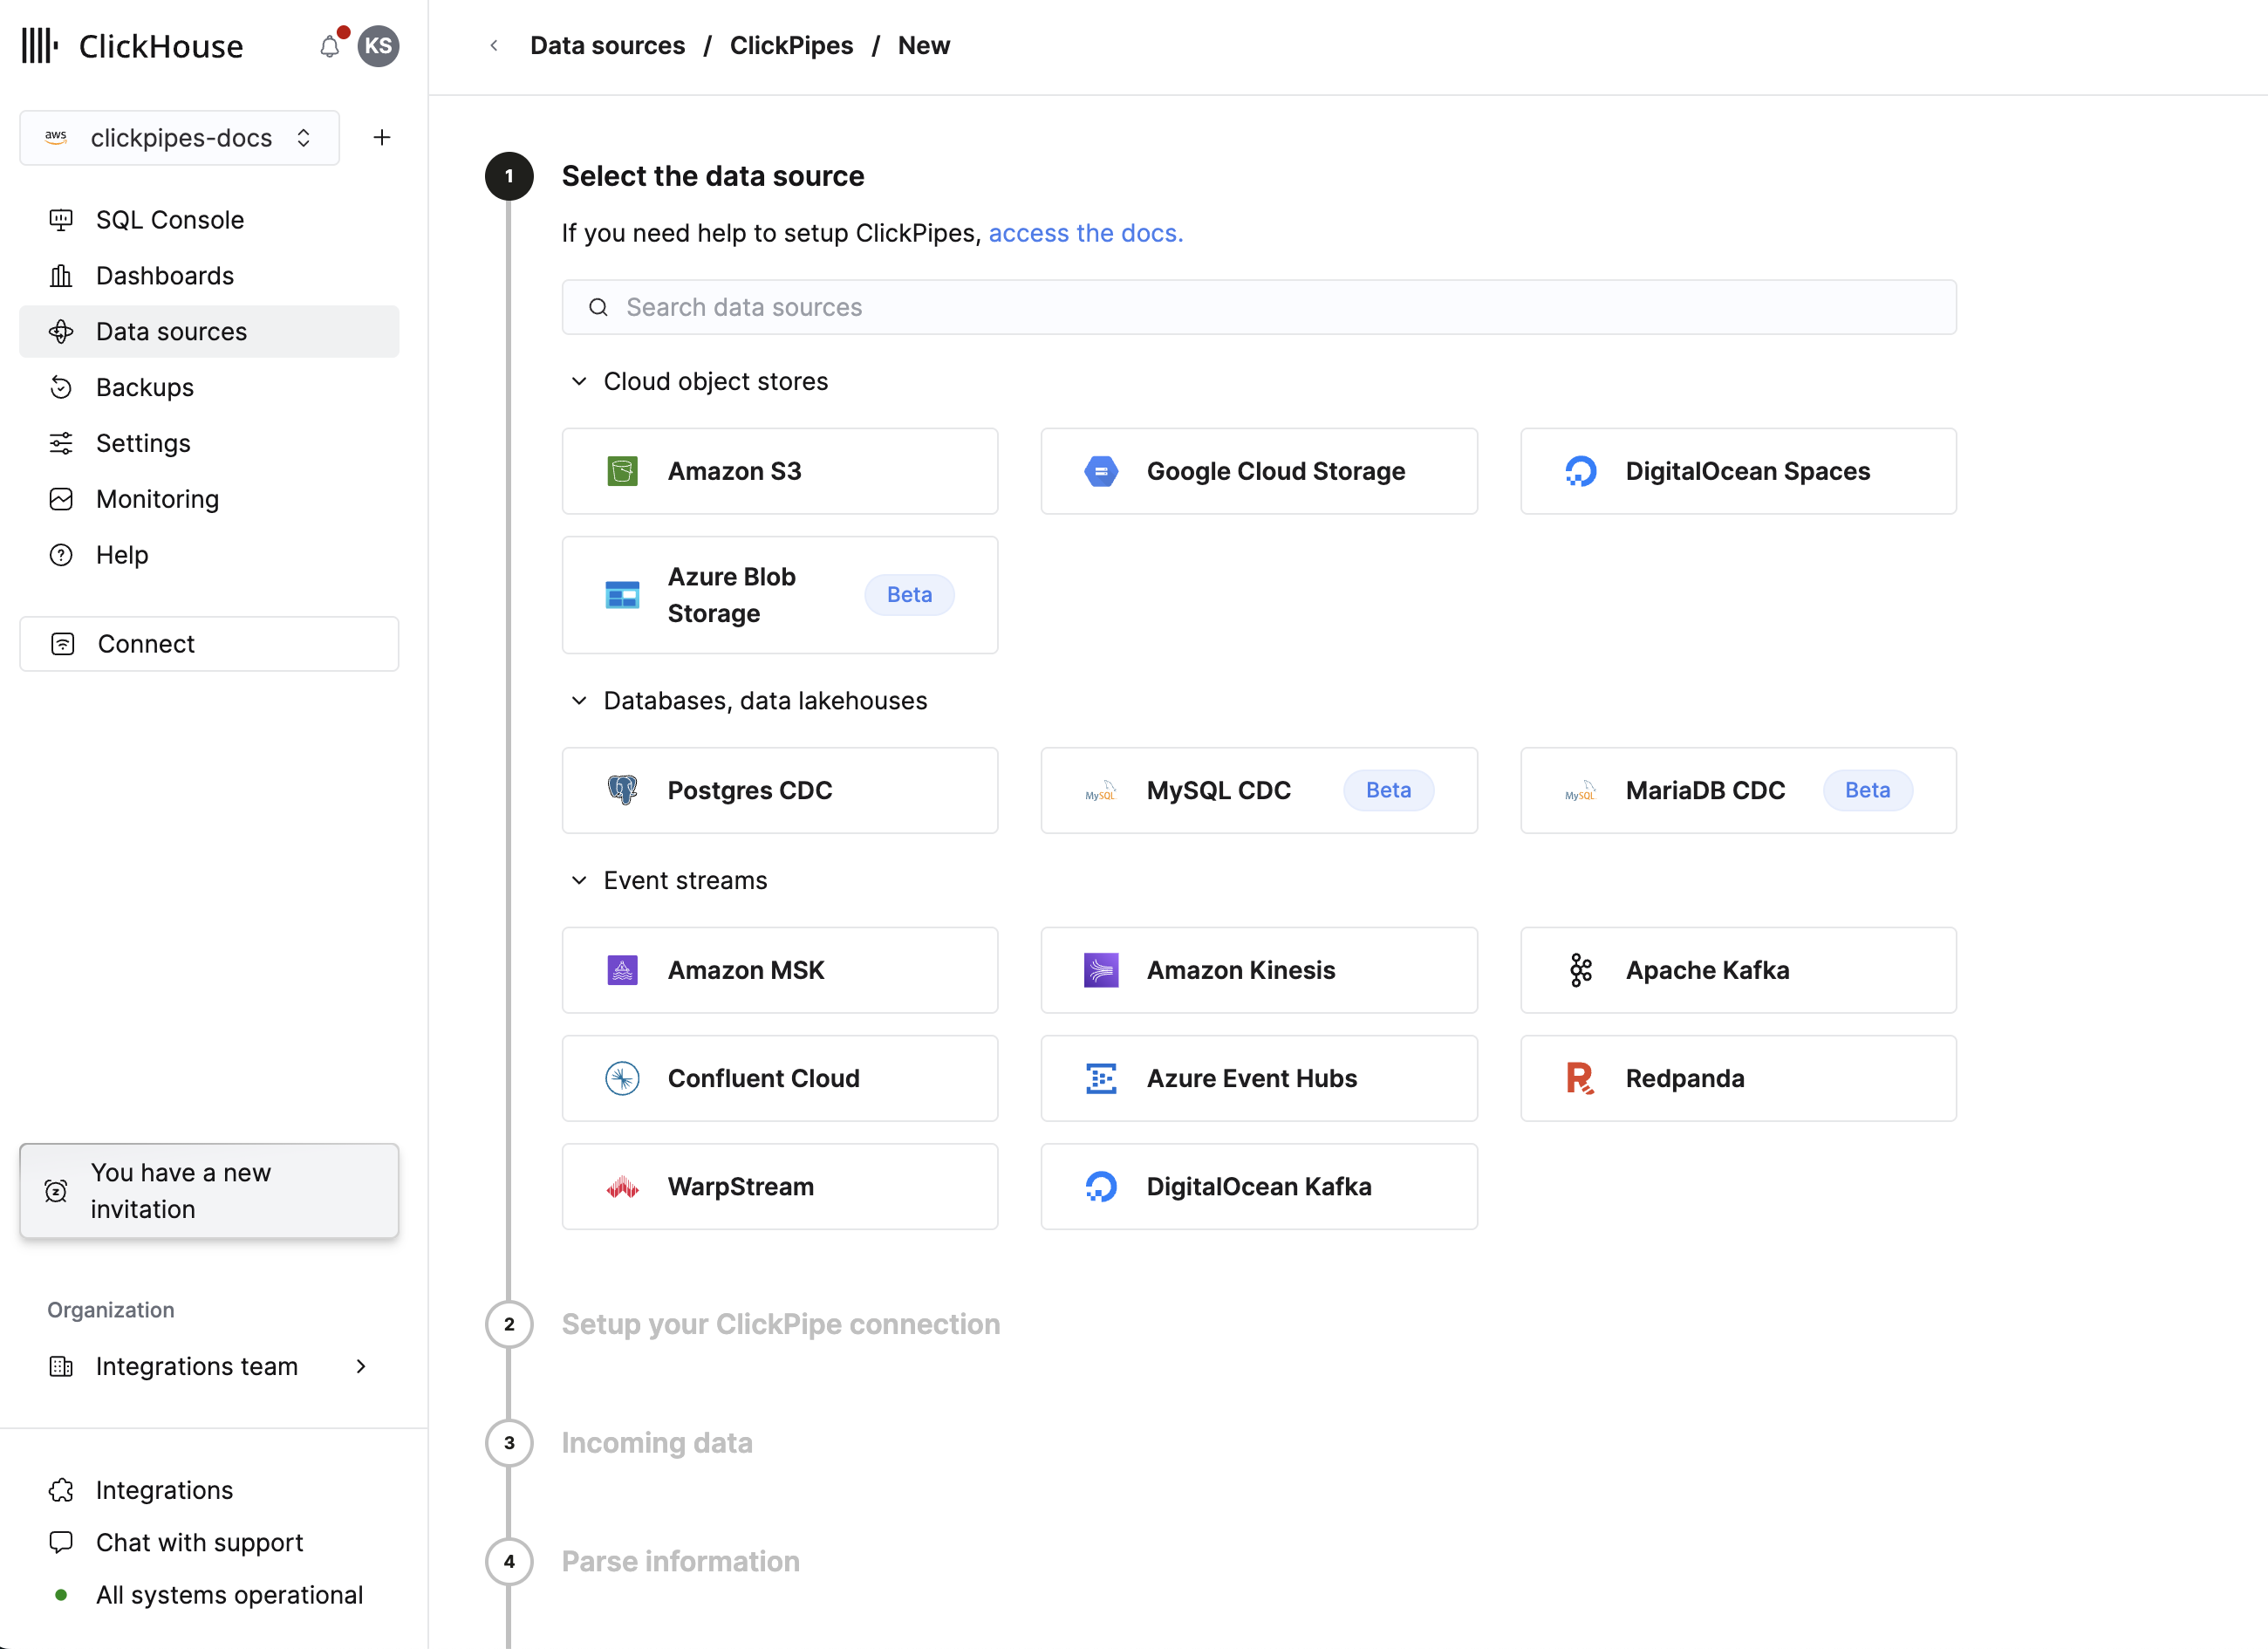 ClickHouse
KS
aws
clickpipes-docs
SQL Console
Dashboards
Data sources
Backups
Settings
Monitoring
Help
Connect
You have a new
invitation
Organization
Integrations team
Integrations
Chat with support
All systems operational
Data sources / ClickPipes / New
1 Select the data source
If you need help to setup ClickPipes, access the docs.
Search data sources
Cloud object stores
Amazon S3
Google Cloud Storage
DigitalOcean Spaces
Azure Blob
Storage
Beta
Databases, data lakehouses
Postgres CDC
MySQL
MySQL CDC
Beta
MySQL
MariaDB CDC
Beta
Event streams
Amazon MSK
Amazon Kinesis
Apache Kafka
Confluent Cloud
Azure Event Hubs
Redpanda
WarpStream
DigitalOcean Kafka
2 Setup your ClickPipe connection
3 Incoming data
4 Parse information